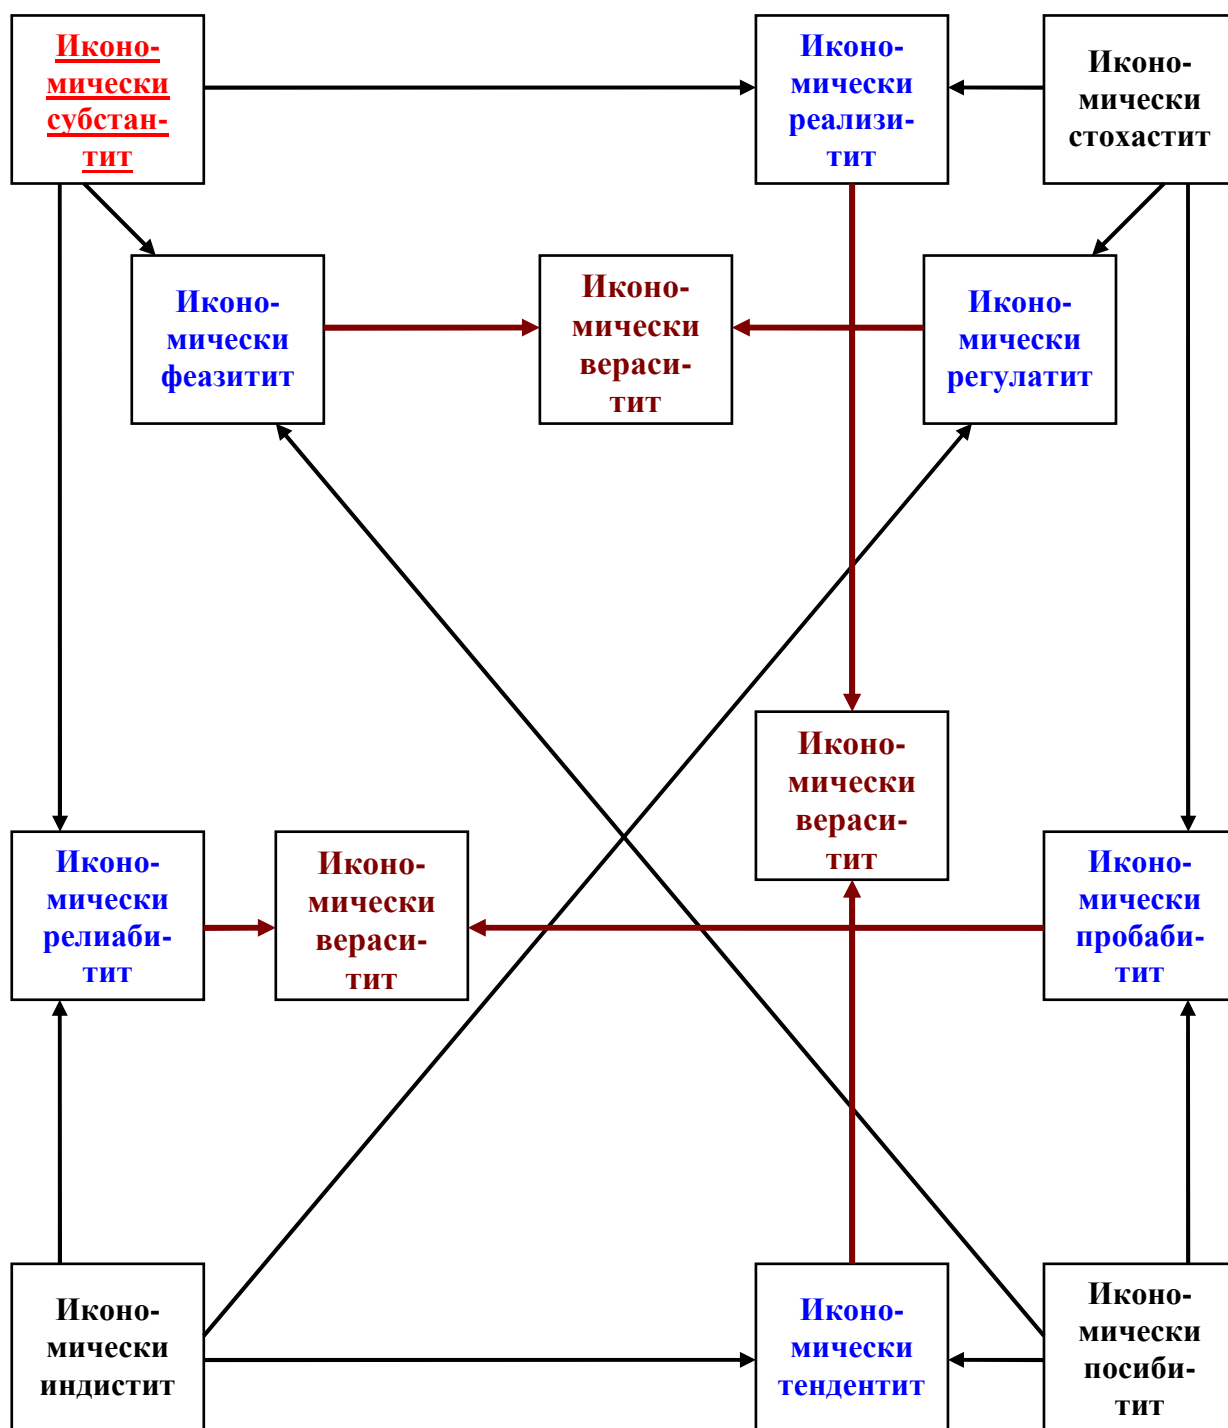 Иконо-
мически
субстан-
тит
Иконо-
мически
реализи-
тит
Иконо-
мически
стохастит
Иконо-
мически
феазитит
Иконо-
мически
вераси-
тит
Иконо-
мически
регулатит
Иконо-
мически
вераси-
тит
Иконо-
мически
релиаби-
тит
Иконо-
мически
вераси-
тит
Иконо-
мически
пробаби-
тит
Иконо-
мически
индистит
Иконо-
мически
тендентит
Иконо-
мически
посиби-
тит